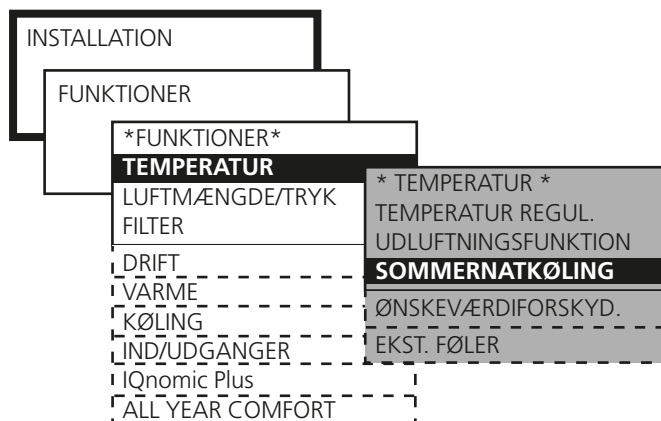 INSTALLATION
FUNKTIONER
*FUNKTIONER*
TEMPERATUR
LUFTMÆNGDE/TRYK
FILTER
DRIFT
VARME
KØLING
IND/UDGANGER
IQnomic Plus
ALL YEAR COMFORT
* TEMPERATUR *
TEMPERATUR REGUL.
UDLUFTNINGSFUNKTION
SOMMERNATKØLING
ØNSKEVÆRDIFORSKYD.
EKST. FØLER